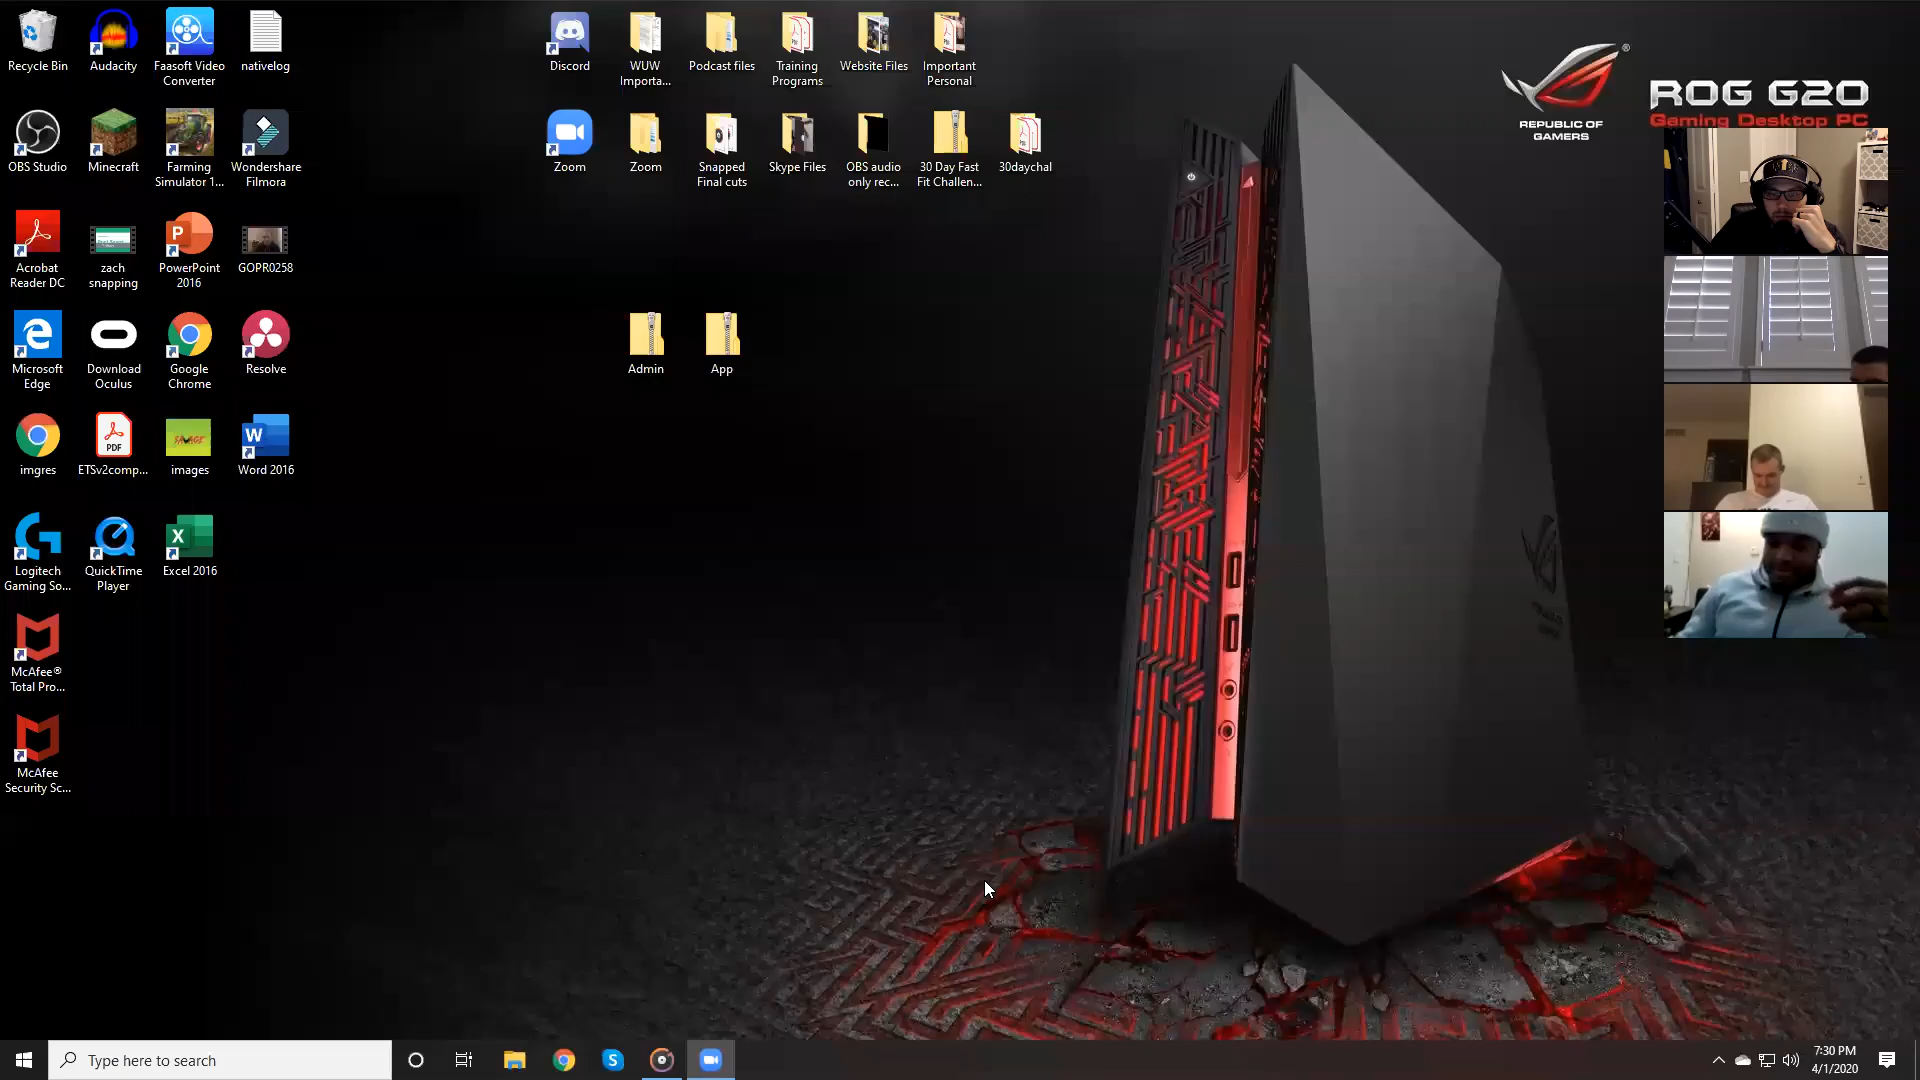 Recycle Bin
Audacity
Faasoft Video
Converter
nativelog
Discord
WUW
Importa...
Podcast files
Training
Programs
Website Files
Important
Personal
REPUBLIC OF
GAMERS
ROG G20
Gaming Desktop PC
OBS Studio
Minecraft
Farming
Simulator 1...
Wondershare
Filmora
Zoom
Zoom
Snapped
Final cuts
Skype Files
OBS audio
only rec...
30 Day Fast
Fit Challen...
30daychal
Acrobat
Reader DC
zach
snapping
PowerPoint
2016
GOPR0258
Microsoft
Edge
Download
Oculus
Google
Chrome
Resolve
Admin
App
imgres
PDF
ETSv2comp...
SAVAGE
images
Word 2016
Logitech
Gaming So...
QuickTime
Player
Excel 2016
McAfee®
Total Pro...
McAfee
Security Sc...
Type here to search
7:30 PM
4/1/2020